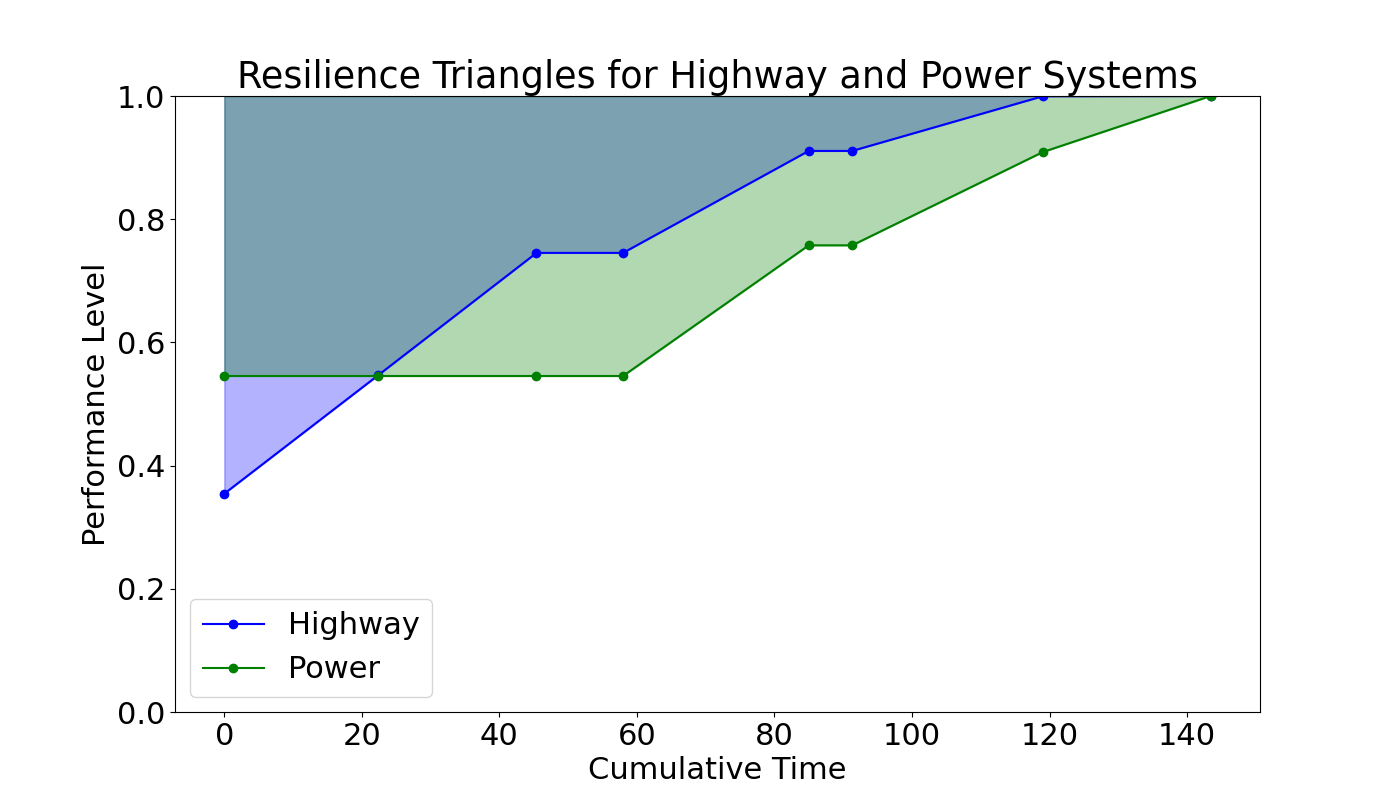 Resilience Triangles for Highway and Power Systems
1.0
0.8
0.6
0.4
0.2
0.0
Performance Level
Highway
Power
0 20 40 60 80 100 120 140
Cumulative Time